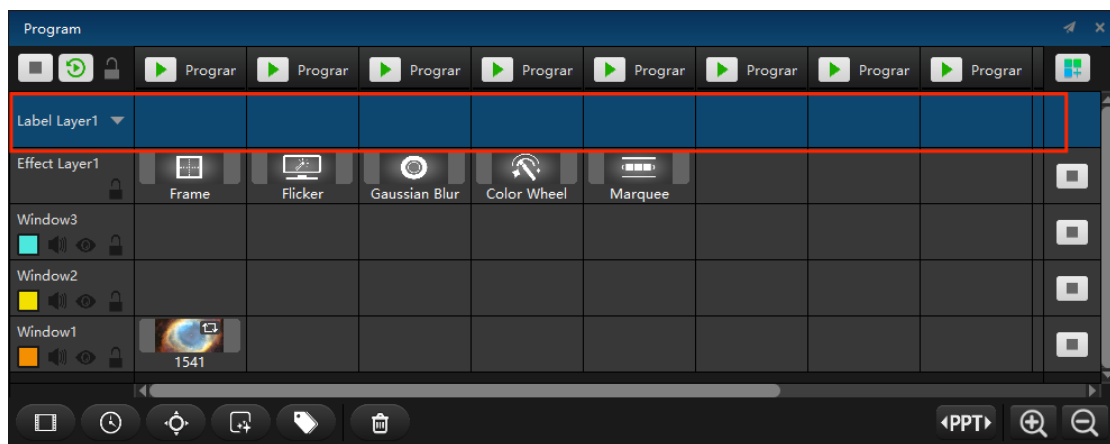 Program
Prograr Prograr Prograr Prograr Prograr Prograr Prograr Prograr
Label Layer1
Effect Layer1
Frame Flicker Gaussian Blur Color Wheel Marquee
Window3
Window2
Window1
1541
PPT